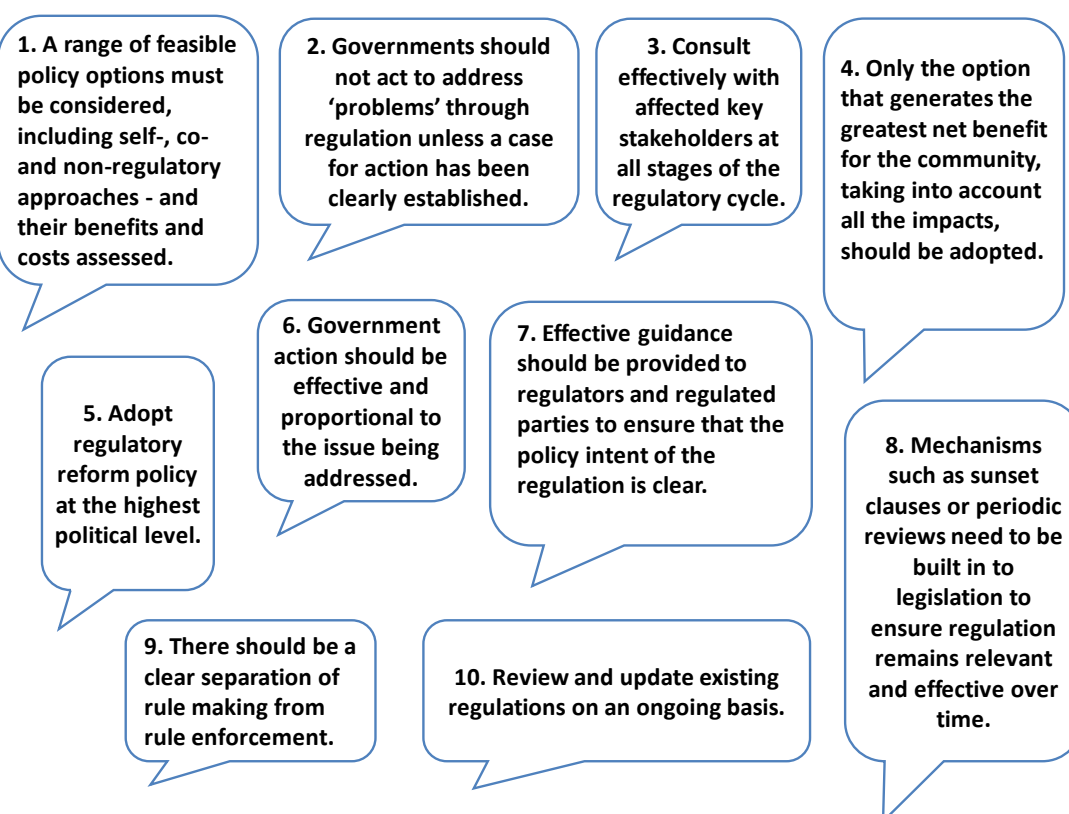 1. A range of feasible
policy options must
be considered,
including self-, co-
and non-regulatory
approaches - and
their benefits and
costs assessed.
2. Governments should
not act to address
‘problems’ through
regulation unless a case
for action has been
clearly established.
3. Consult
effectively with
affected key
stakeholders at
all stages of the
regulatory cycle.
4. Only the option
that generates the
greatest net benefit
for the community,
taking into account
all the impacts,
should be adopted.
5. Adopt
regulatory
reform policy
at the highest
political level.
6. Government
action should be
effective and
proportional to
the issue being
addressed.
7. Effective guidance
should be provided to
regulators and regulated
parties to ensure that the
policy intent of the
regulation is clear.
8. Mechanisms
such as sunset
clauses or periodic
reviews need to be
built in to
legislation to
ensure regulation
remains relevant
and effective over
time.
9. There should be a
clear separation of
rule making from
rule enforcement.
10. Review and update existing
regulations on an ongoing basis.